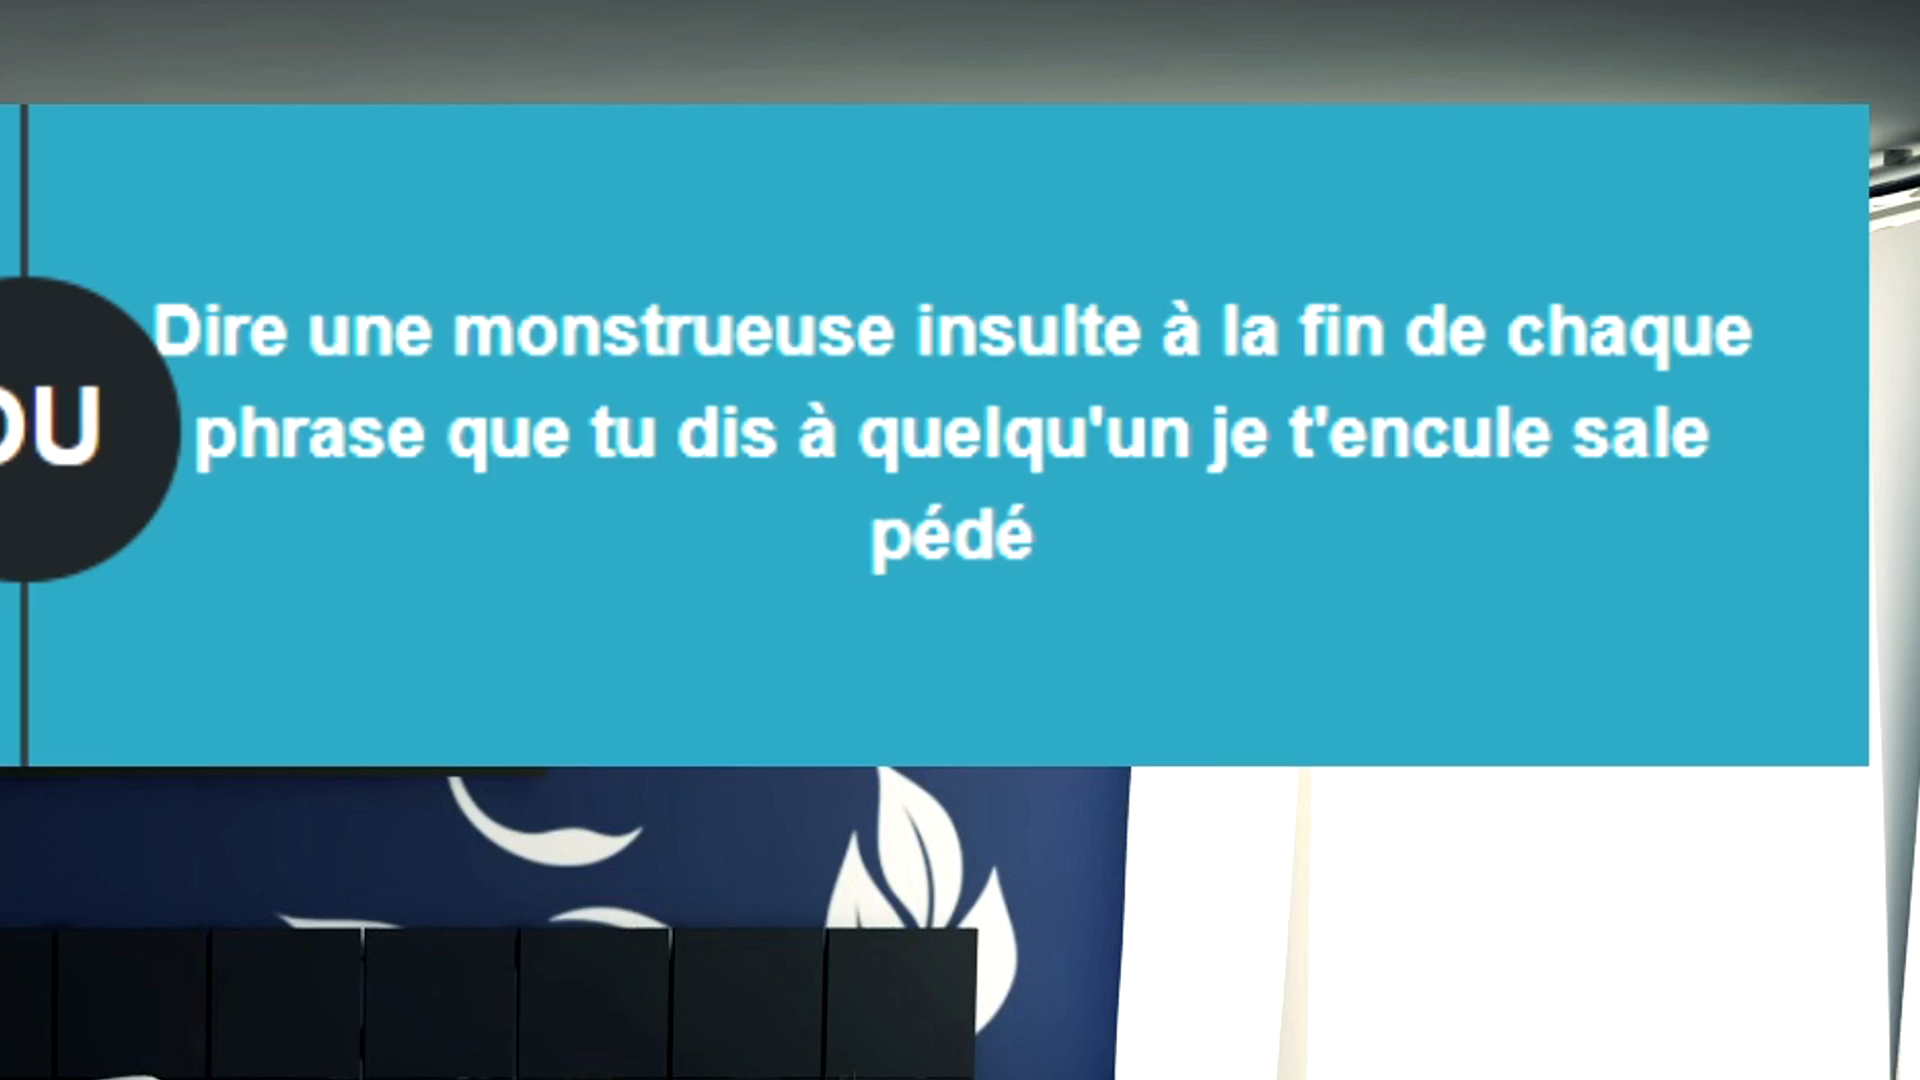 OU
Dire une monstrueuse insulte à la fin de chaque
phrase que tu dis à quelqu'un je t'encule sale
pédé